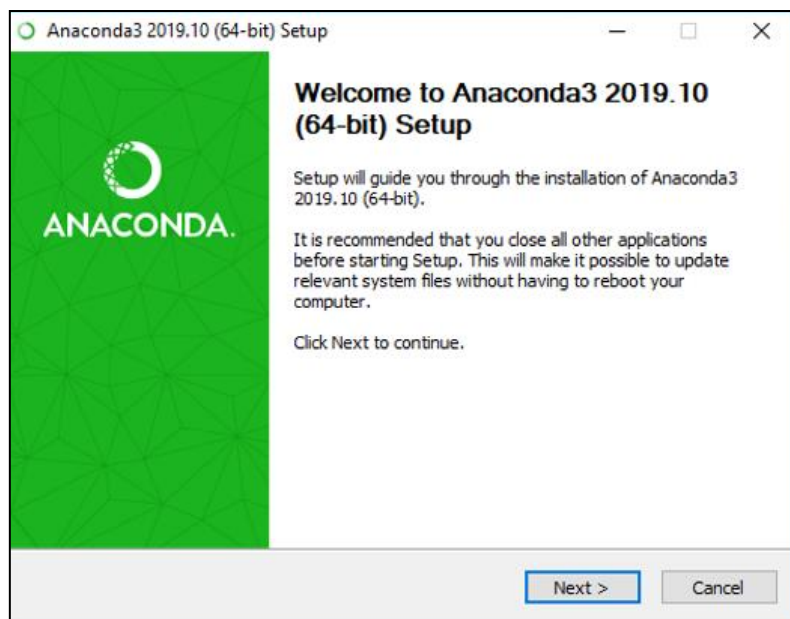 Anaconda3 2019.10 (64-bit) Setup
ANACONDA.
Welcome to Anaconda3 2019.10
(64-bit) Setup
Setup will guide you through the installation of Anaconda3
2019.10 (64-bit).
It is recommended that you close all other applications
before starting Setup. This will make it possible to update
relevant system files without having to reboot your
computer.
Click Next to continue.
Next >
Cancel